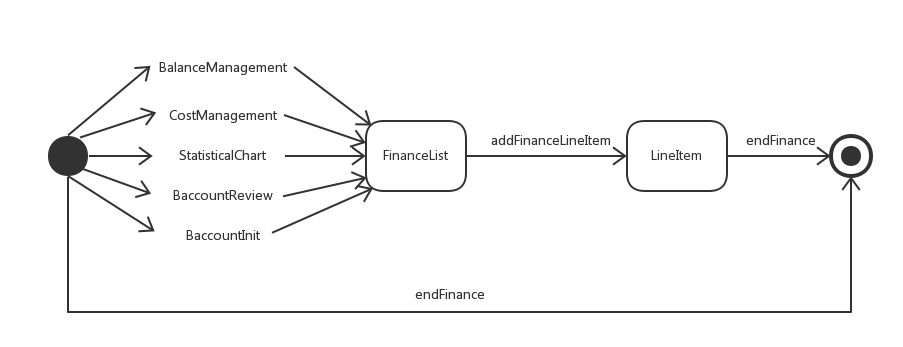 BalanceManagement
CostManagement
StatisticalChart
BaccountReview
BaccountInit
FinanceList
addFinanceLineItem
LineItem
endFinance
endFinance